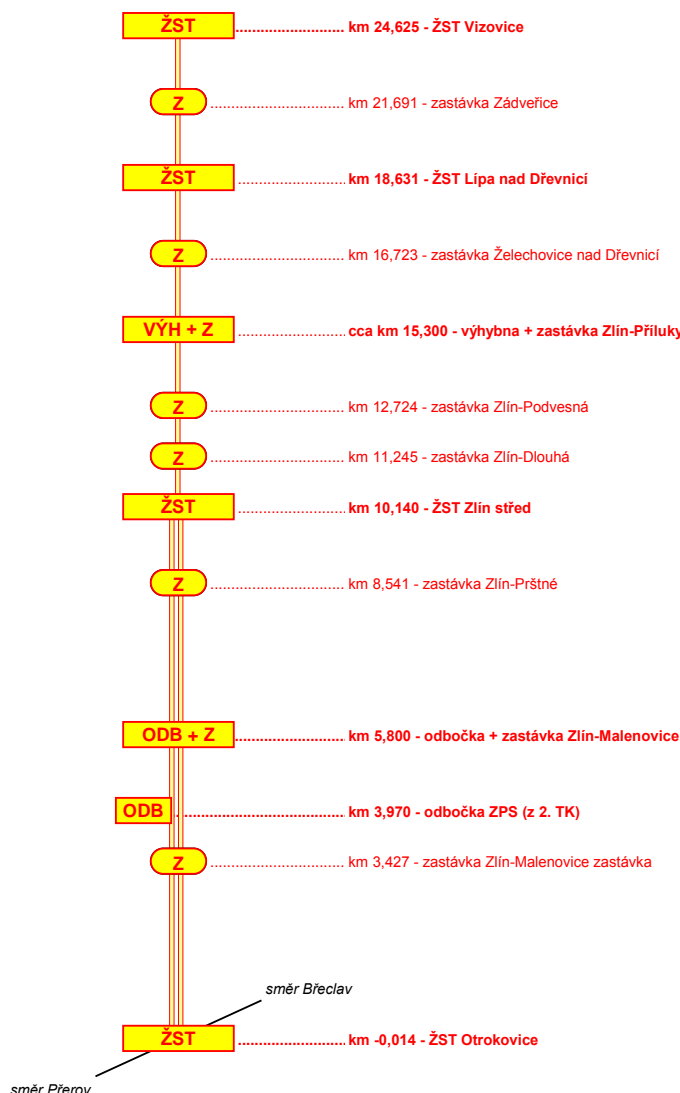 ŽST ........................... km 24,625 - ŽST Vizovice
Z ................................. km 21,691 - zastávka Zádveřice
ŽST ........................... km 18,631 - ŽST Lípa nad Dřevnicí
Z ................................. km 16,723 - zastávka Želechovice nad Dřevnicí
VÝH + Z ........................... cca km 15,300 - výhybna + zastávka Zlín-Příluky
Z ................................. km 12,724 - zastávka Zlín-Podvesná
Z ................................. km 11,245 - zastávka Zlín-Dlouhá
ŽST ........................... km 10,140 - ŽST Zlín střed
Z ................................. km 8,541 - zastávka Zlín-Prštné
ODB + Z ........................... km 5,800 - odbočka + zastávka Zlín-Malenovice
ODB ........................................... km 3,970 - odbočka ZPS (z 2. TK)
Z ................................. km 3,427 - zastávka Zlín-Malenovice zastávka
směr Břeclav
ŽST ........................... km -0,014 - ŽST Otrokovice
směr Přerov